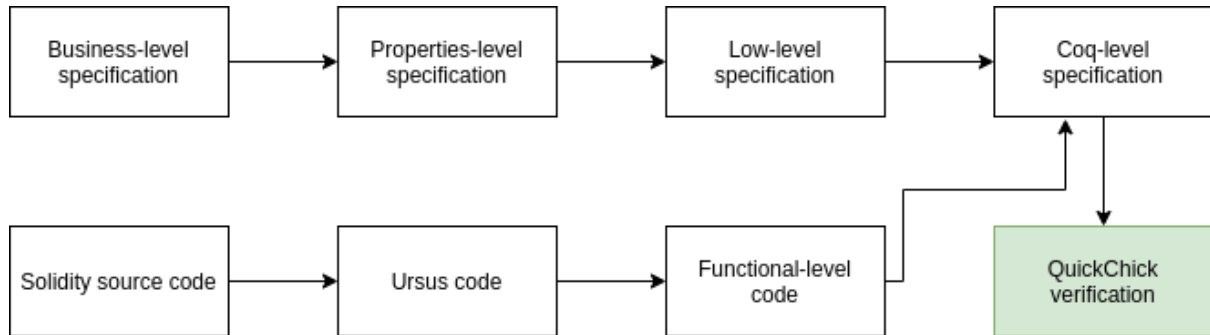 Business-level
specification
Properties-level
specification
Low-level
specification
Coq-level
specification
Solidity source code
Ursus code
Functional-level
code
QuickChick
verification